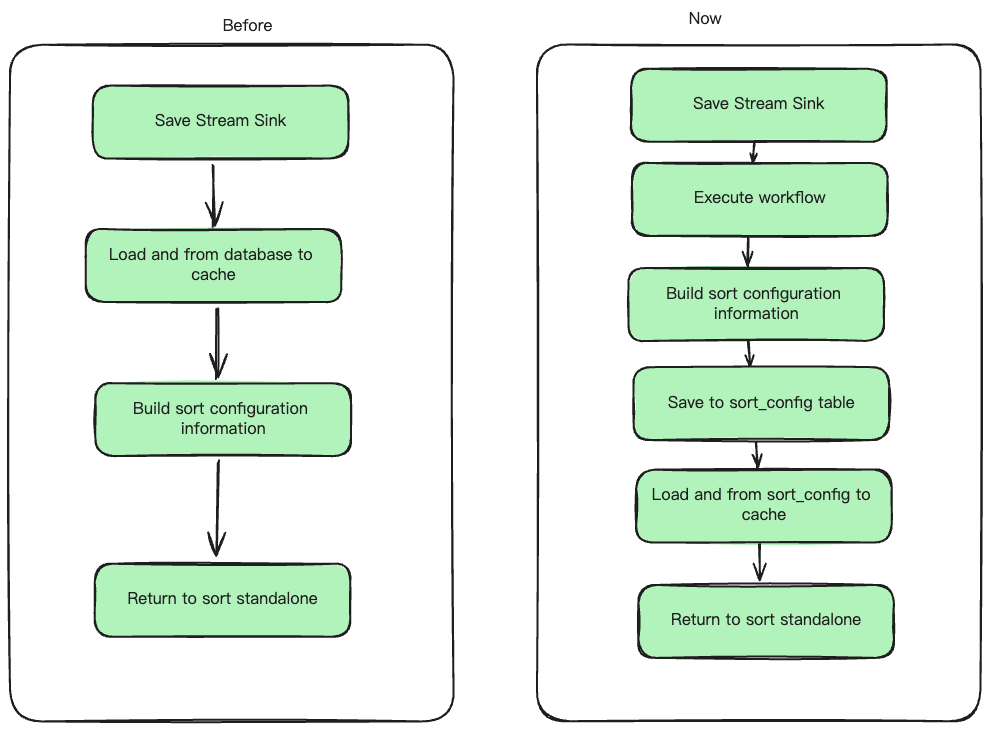 Before
Save Stream Sink
Load and from database to
cache
Build sort configuration
information
Return to sort standalone
Now
Save Stream Sink
Execute workflow
Build sort configuration
information
Save to sort_config table
Load and from sort_config to
cache
Return to sort standalone